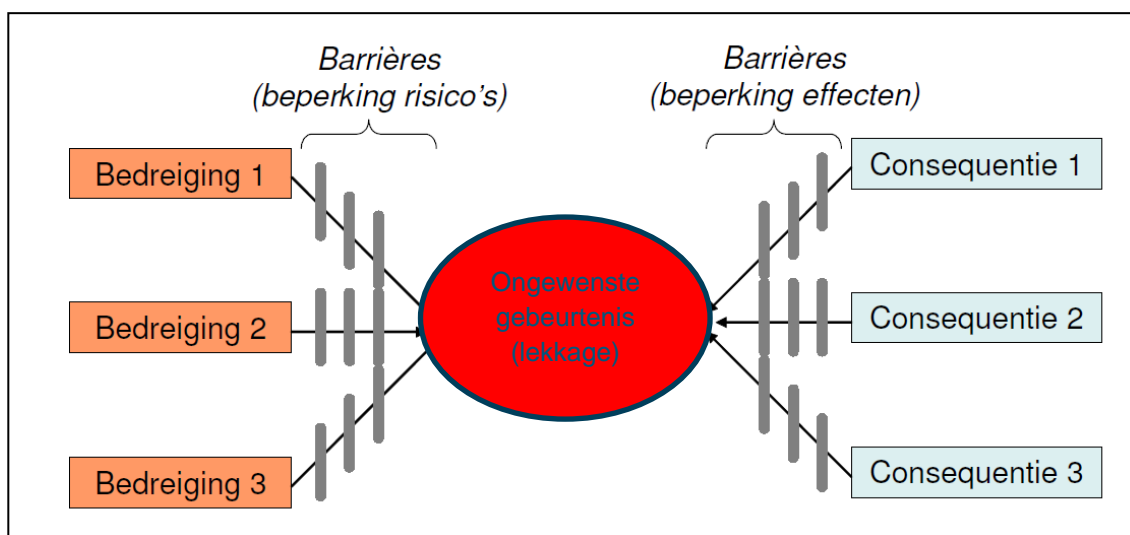 Barrières
(beperking risico's)
Barrières
(beperking effecten)
Bedreiging 1
Consequentie 1
Ongewenste
gebeurtenis
(lekkage)
Bedreiging 2
Consequentie 2
Bedreiging 3
Consequentie 3